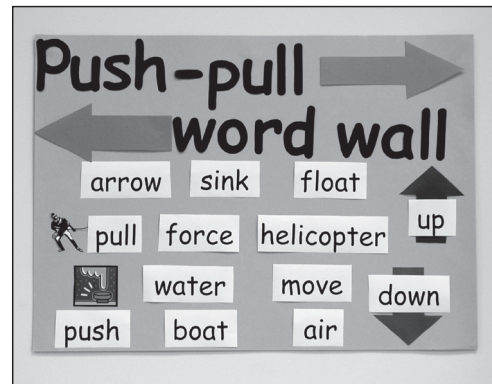 Push-pull
word wall
arrow sink float
up
pull force helicopter
water move down
push boat air